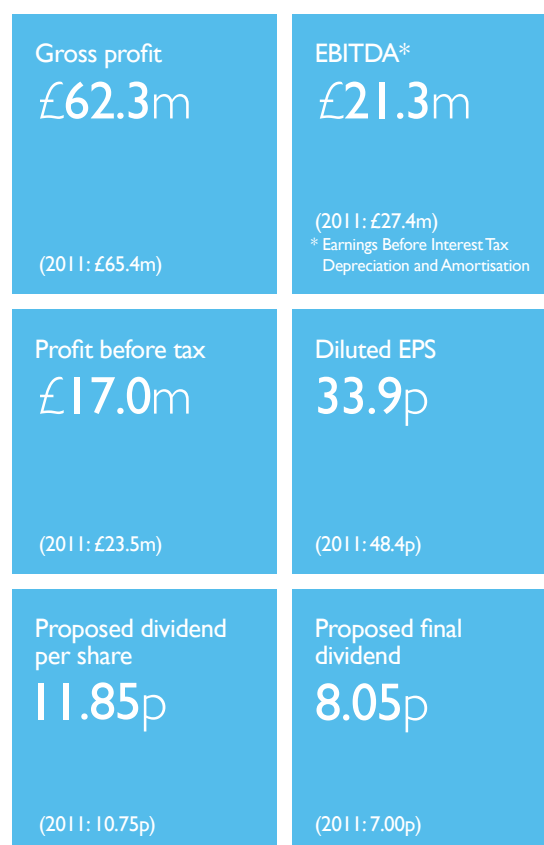 Gross profit
£62.3m
(2011: £65.4m)
EBITDA*
£21.3m
(2011: £27.4m)
* Earnings Before Interest Tax
Depreciation and Amortisation
Profit before tax
£17.0m
(2011: £23.5m)
Diluted EPS
33.9p
(2011: 48.4p)
Proposed dividend
per share
11.85p
(2011: 10.75p)
Proposed final
dividend
8.05p
(2011: 7.00p)